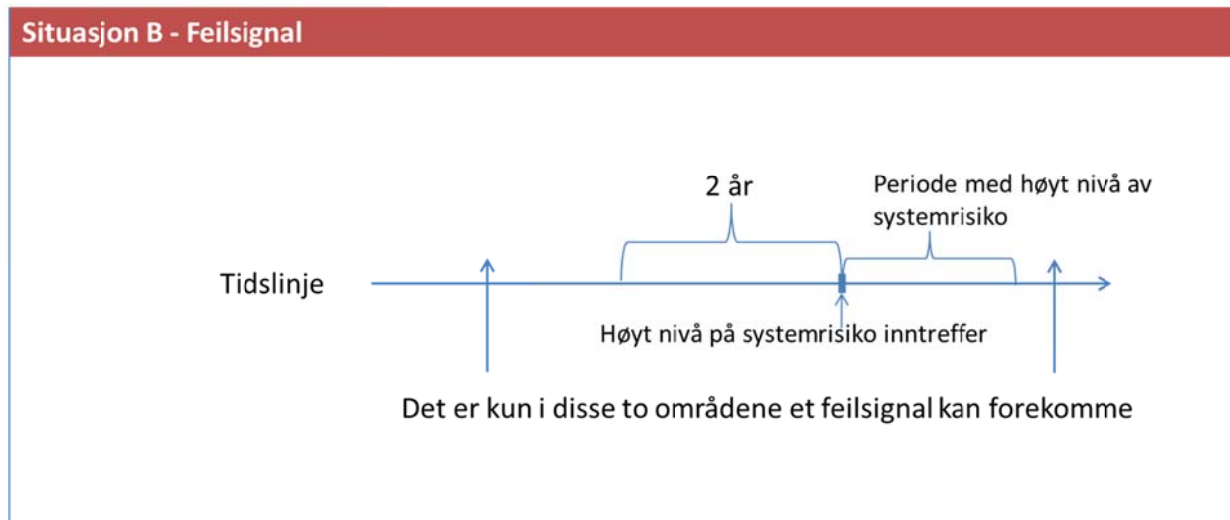 Situasjon B - Feilsignal
2 år
Periode med høyt nivå av
systemrisiko
Tidslinje
Høyt nivå på systemrisiko inntreffer
Det er kun i disse to områdene et feilsignal kan forekomme